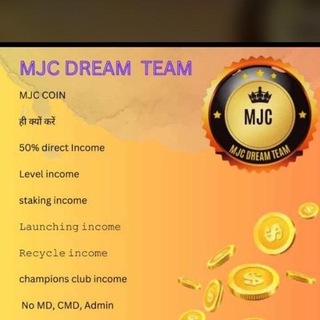 MJC DREAM TEAM
MJC COIN
MJC
ही क्यों करें
MJC DREAM TEAM
50% direct Income
Level income
staking income
Launching income
Recycle income
champions club income
No MD, CMD, Admin